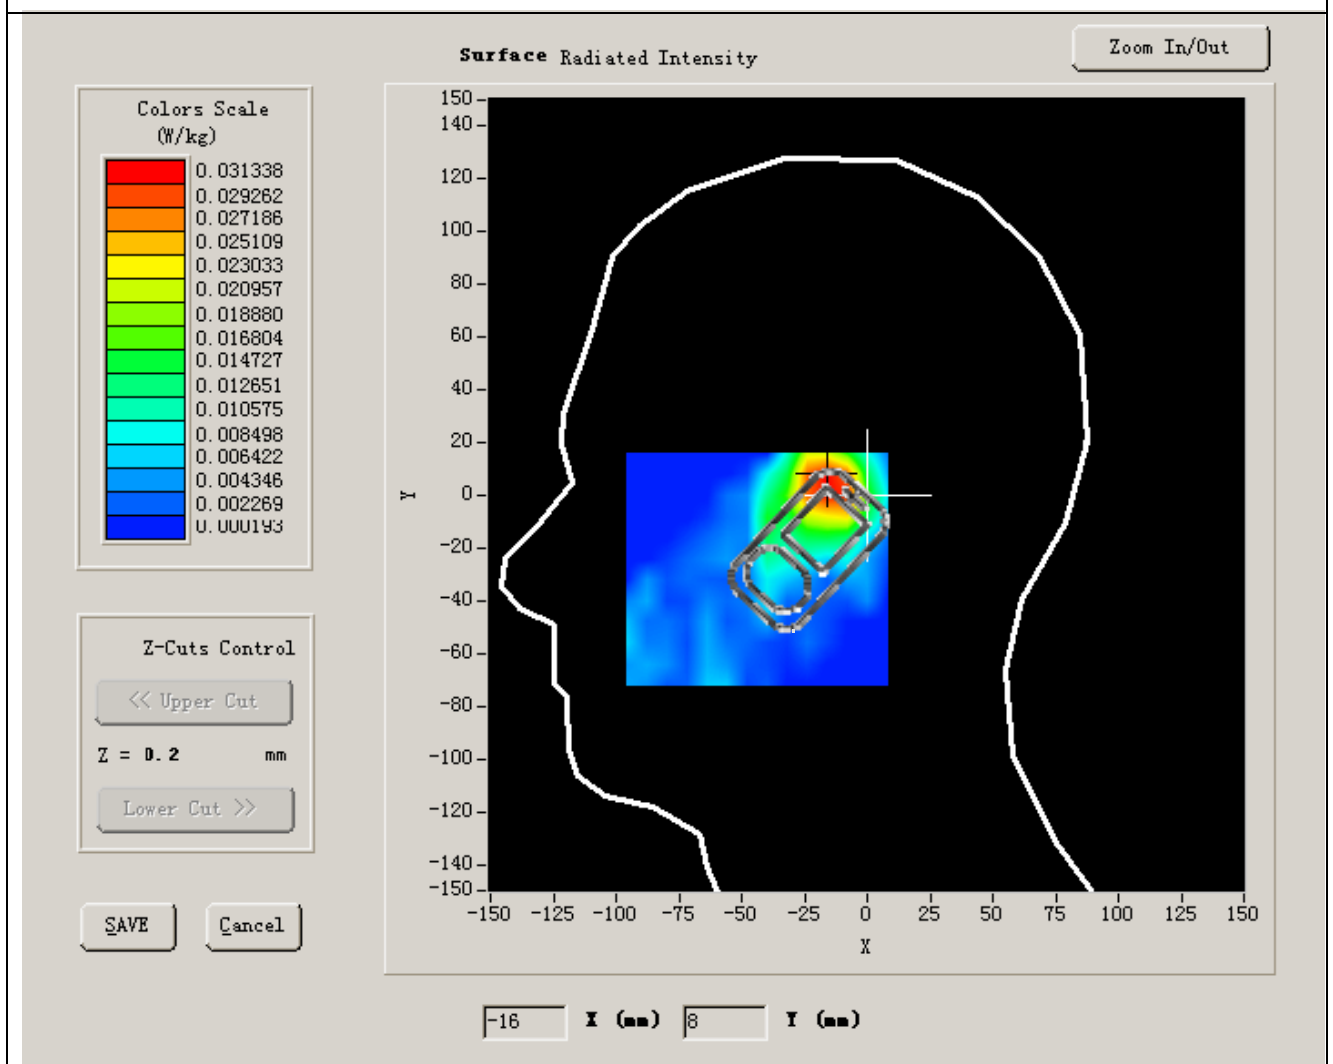 Surface Radiated Intensity
Zoom In/Out
Colors Scale
(W/kg)
0.031338
0.029262
0.027186
0.025109
0.023033
0.020957
0.018880
0.016804
0.014727
0.012651
0.010575
0.008498
0.006422
0.004346
0.002269
0.000193
Z-Cuts Control
<< Upper Cut
Z = 0.2 mm
Lower Cut >>
SAVE Cancel
150
140
120
100
80
60
40
20
0
-20
-40
-60
-80
-100
-120
-140
-150
Y
-150 -125 -100 -75 -50 -25 0 25 50 75 100 125 150
X
-16 X (mm) 8 Y (mm)